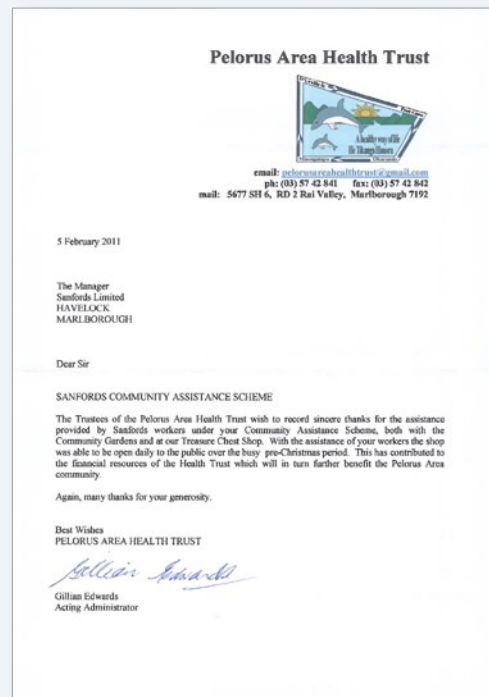 Pelorus Area Health Trust
A healthy way of life
email: pelorusareahealthtrust@gmail.com
ph: (03) 57 42 841 fax: (03) 57 42 842
mail: 5677 SH 6, RD 2 Rai Valley, Marlborough 7192
5 February 2011
The Manager
Sanfords Limited
HAVELOCK
MARLBOROUGH
Dear Sir
SANFORDS COMMUNITY ASSISTANCE SCHEME
The Trustees of the Pelorus Area Health Trust wish to record sincere thanks for the assistance
provided by Sanfords workers under your Community Assistance Scheme, both with the
Community Gardens and at our Treasure Chest Shop. With the assistance of your workers the shop
was able to be open daily to the public over the busy pre-Christmas period. This has contributed to
the financial resources of the Health Trust which will in turn further benefit the Pelorus Area
community.
Again, many thanks for your generosity.
Best Wishes
PELORUS AREA HEALTH TRUST
Gillian Edwards
Gillian Edwards
Acting Administrator